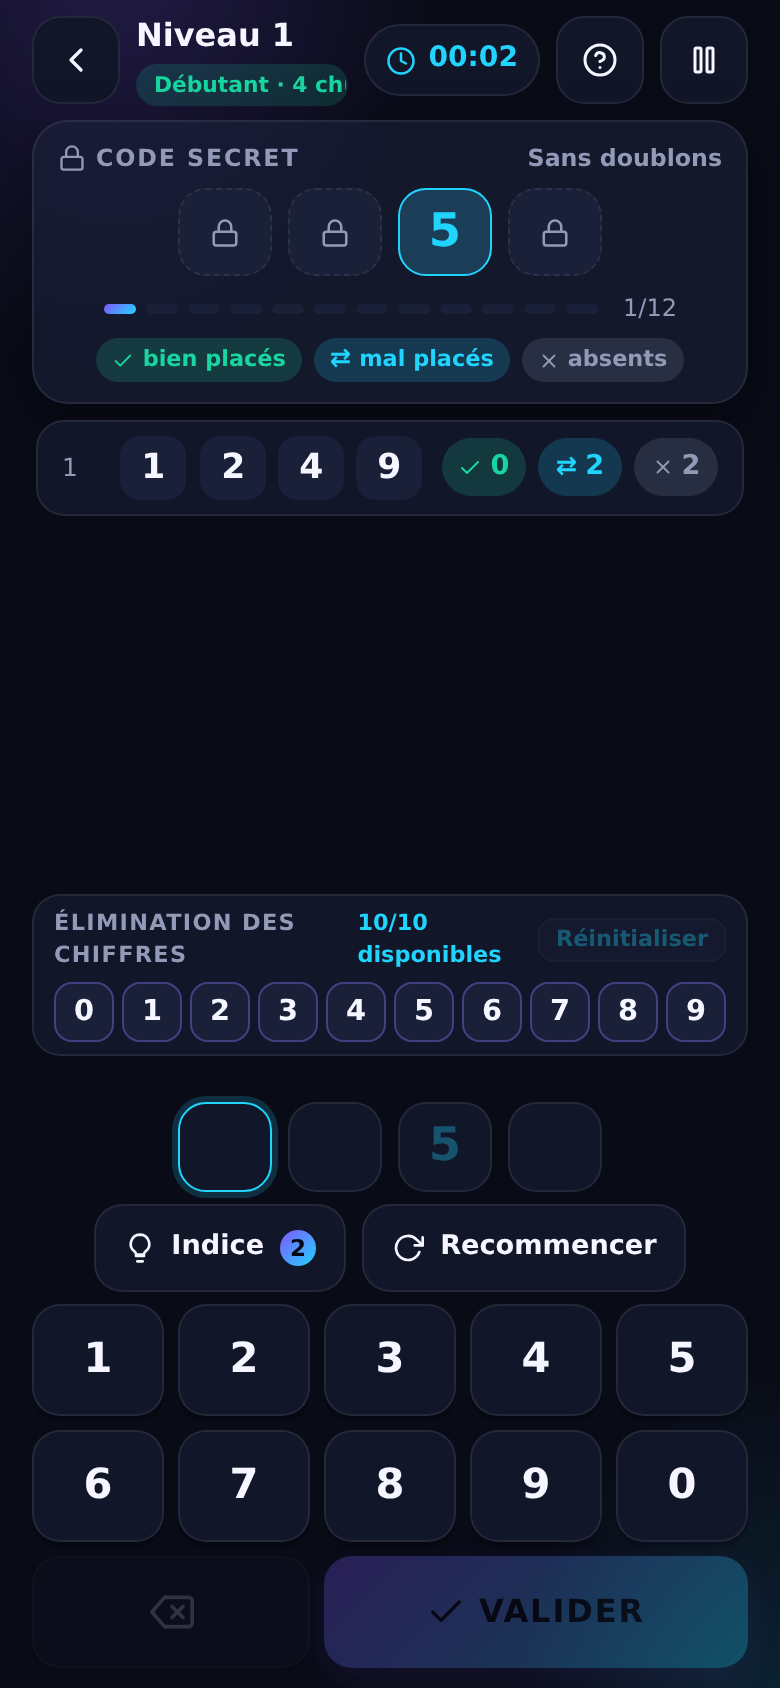 Niveau 1
Débutant · 4 ch
00:02
CODE SECRET
Sans doublons
5
1/12
bien placés
⇄ mal placés
× absents
1 1 2 4 9 0 ⇄ 2 × 2
ÉLIMINATION DES
CHIFFRES
10/10
disponibles
Réinitialiser
0 1 2 3 4 5 6 7 8 9
5
Indice 2
Recommencer
1 2 3 4 5
6 7 8 9 0
VALIDER